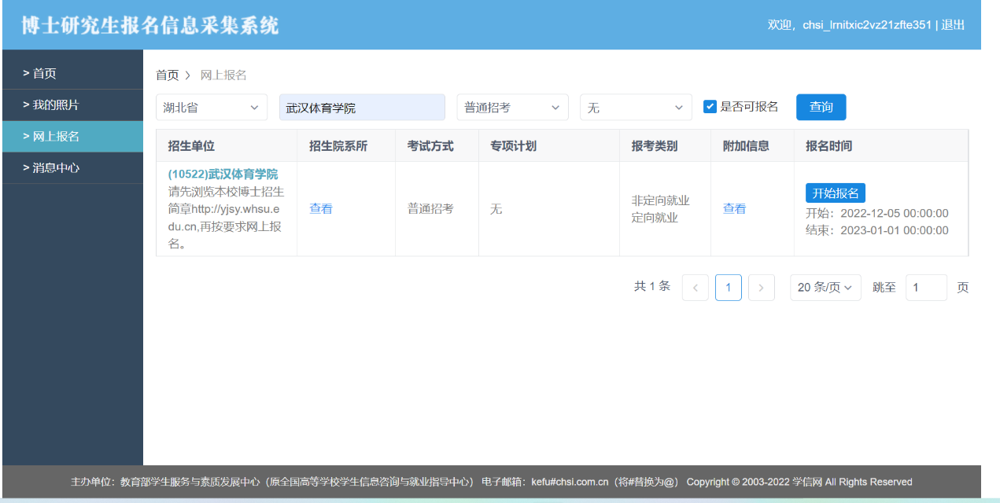 博士研究生报名信息采集系统
欢迎，chsi_lrnitxic2vz21zfte351 | 退出
> 首页
> 我的照片
> 网上报名
> 消息中心
首页 > 网上报名
湖北省 武汉体育学院 普通招考 无 是否可报名 查询
招生单位 招生院系所 考试方式 专项计划 报考类别 附加信息 报名时间
(10522)武汉体育学院
请先浏览本校博士招生
简章http://yjsy.whsu.e
du.cn,再按要求网上报
名。
查看
普通招考
无
非定向就业
定向就业
查看
开始报名
开始：2022-12-05 00:00:00
结束：2023-01-01 00:00:00
共 1 条 < 1 > 20 条/页 跳至 1 页
主办单位：教育部学生服务与素质发展中心（原全国高等学校学生信息咨询与就业指导中心） 电子邮箱：kefu#chsi.com.cn（将#替换为@） Copyright © 2003-2022 学信网 All Rights Reserved